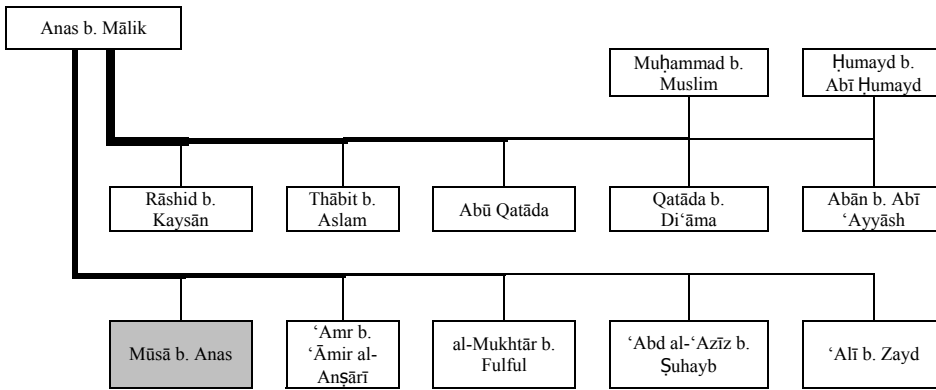 Anas b. Mālik
Muḥammad b.
Muslim
Ḥumayd b.
Abī Ḥumayd
Rāshid b.
Kaysān
Thābit b.
Aslam
Abū Qatāda
Qatāda b.
Di‘āma
Abān b. Abī
‘Ayyāsh
Mūsā b. Anas
‘Amr b.
‘Āmir al-
Anṣārī
al-Mukhtār b.
Fulful
‘Abd al-‘Azīz b.
Ṣuhayb
‘Alī b. Zayd